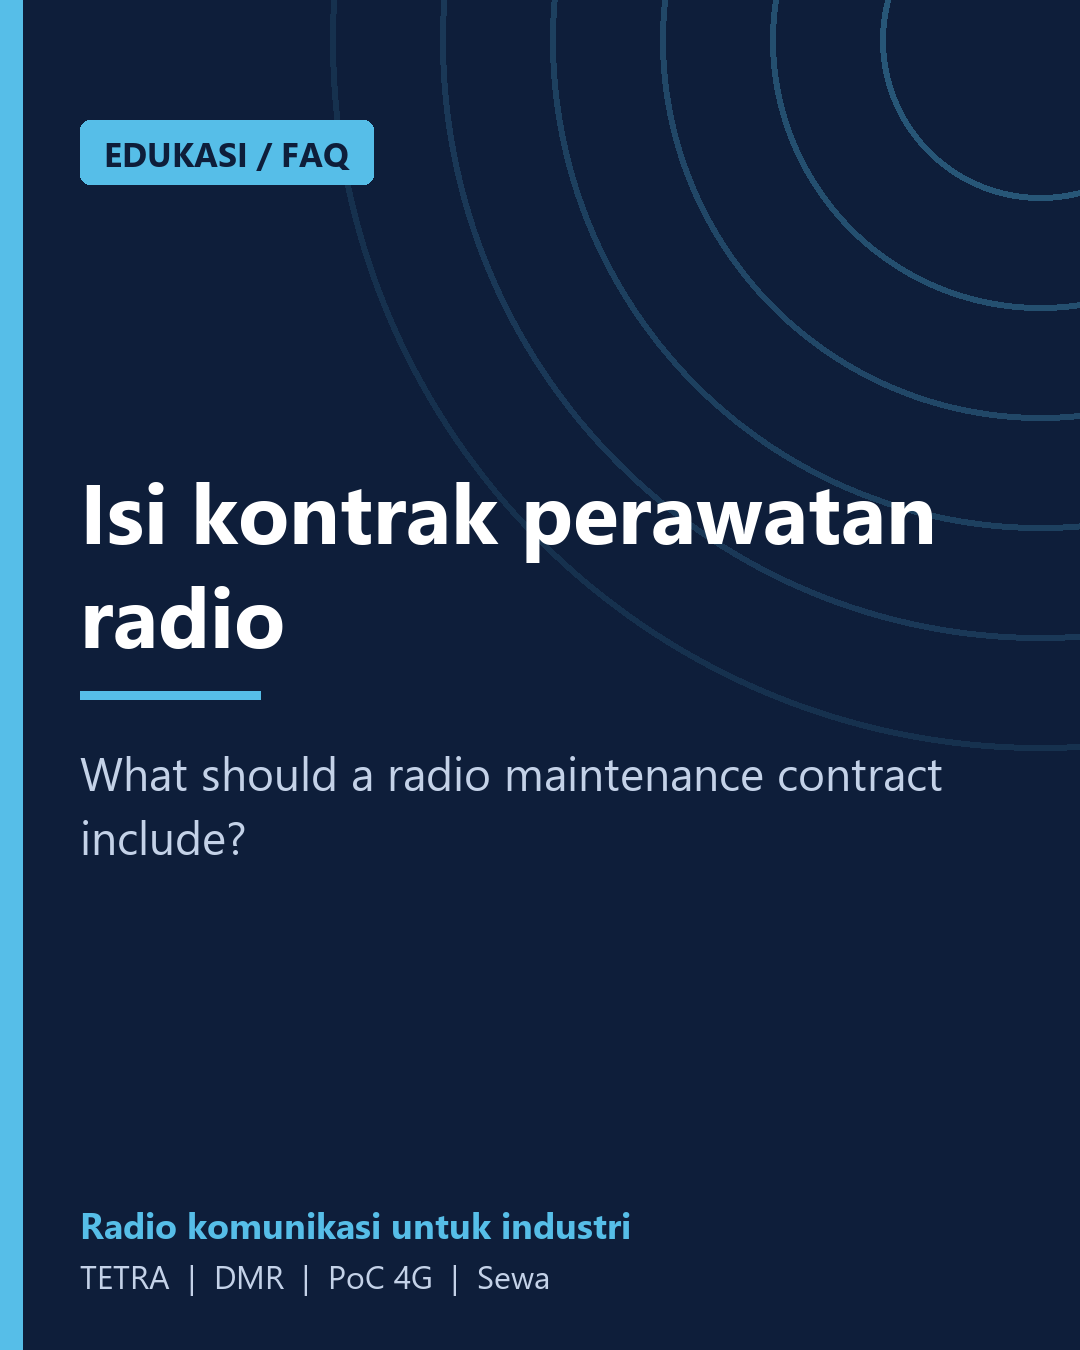 EDUKASI / FAQ
Isi kontrak perawatan
radio
What should a radio maintenance contract
include?
Radio komunikasi untuk industri
TETRA | DMR | PoC 4G | Sewa